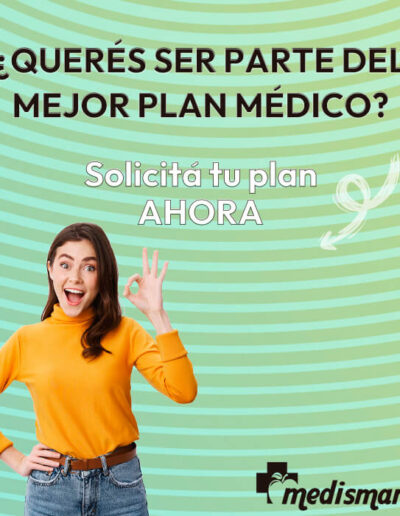 ¿QUERÉS SER PARTE DEL
MEJOR PLAN MÉDICO?
Solicitá tu plan
AHORA
medismar